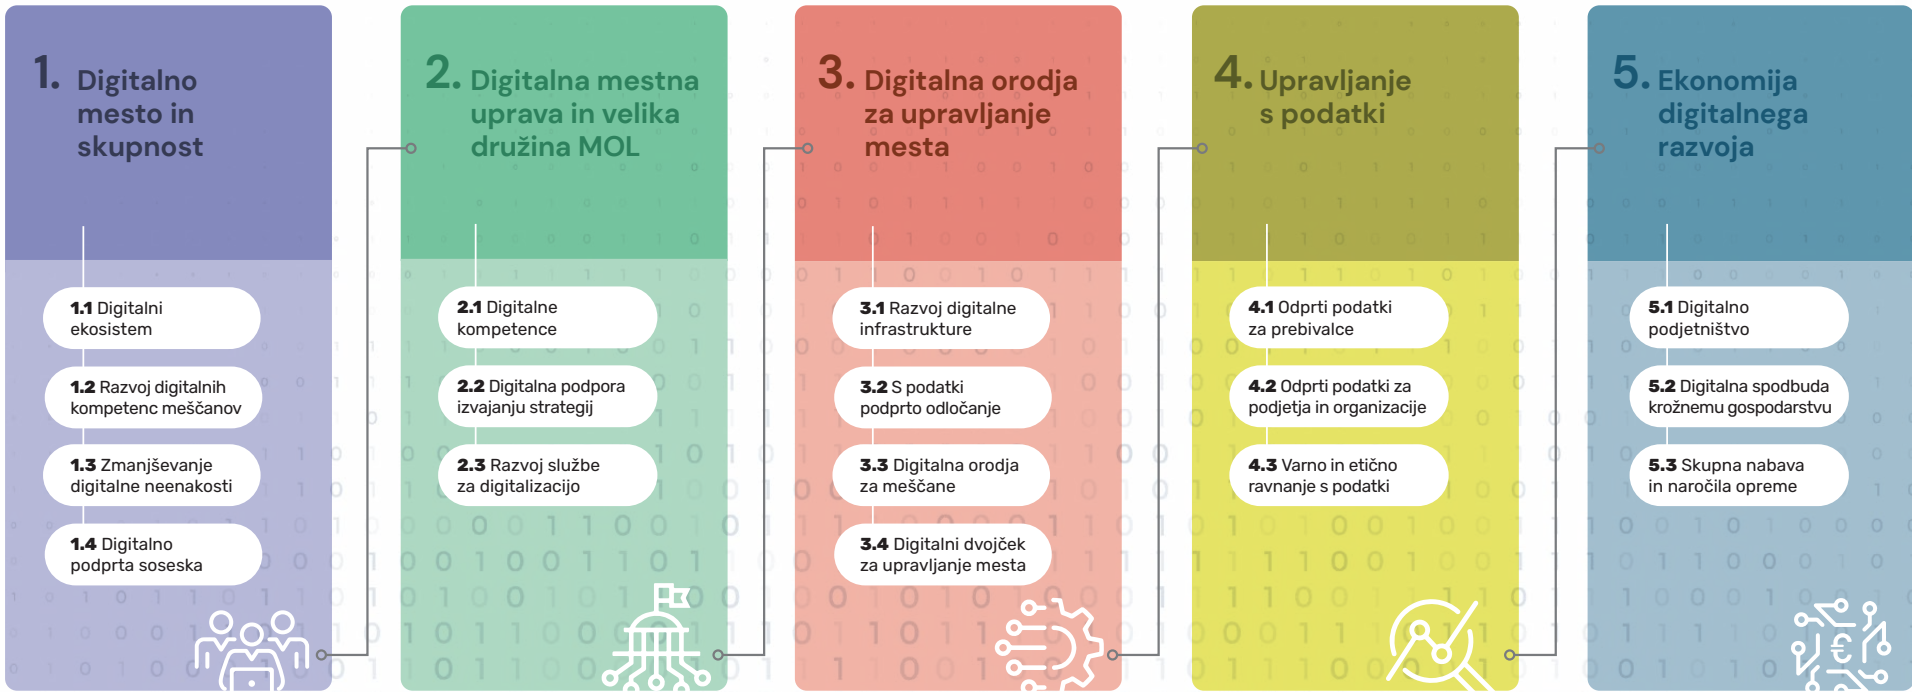 1. Digitalno
mesto in
skupnost
1.1 Digitalni
ekosistem
1.2 Razvoj digitalnih
kompetenc meščanov
1.3 Zmanjševanje
digitalne neenakosti
1.4 Digitalno
podprta soseska
2. Digitalna mestna
uprava in velika
družina MOL
2.1 Digitalne
kompetence
2.2 Digitalna podpora
izvajanju strategij
2.3 Razvoj službe
za digitalizacijo
3. Digitalna orodja
za upravljanje
mesta
3.1 Razvoj digitalne
infrastrukture
3.2 S podatki
podprto odločanje
3.3 Digitalna orodja
za meščane
3.4 Digitalni dvojček
za upravljanje mesta
4. Upravljanje
s podatki
4.1 Odprti podatki
za prebivalce
4.2 Odprti podatki za
podjetja in organizacije
4.3 Varno in etično
ravnanje s podatki
5. Ekonomija
digitalnega
razvoja
5.1 Digitalno
podjetništvo
5.2 Digitalna spodbuda
krožnemu gospodarstvu
5.3 Skupna nabava
in naročila opreme
€